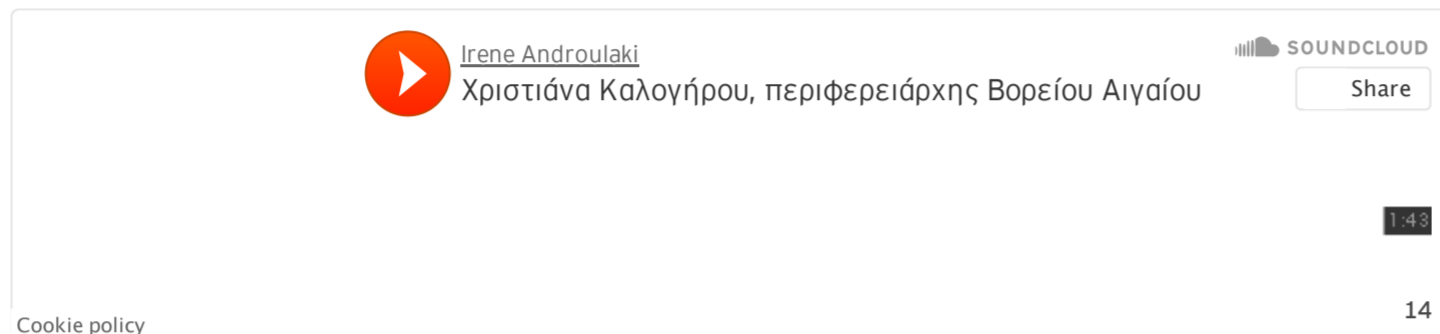 Irene Androulaki
SOUNDCLOUD
Χριστιάνα Καλογήρου, περιφερειάρχης Βορείου Αιγαίου
Share
1:43
14
Cookie policy